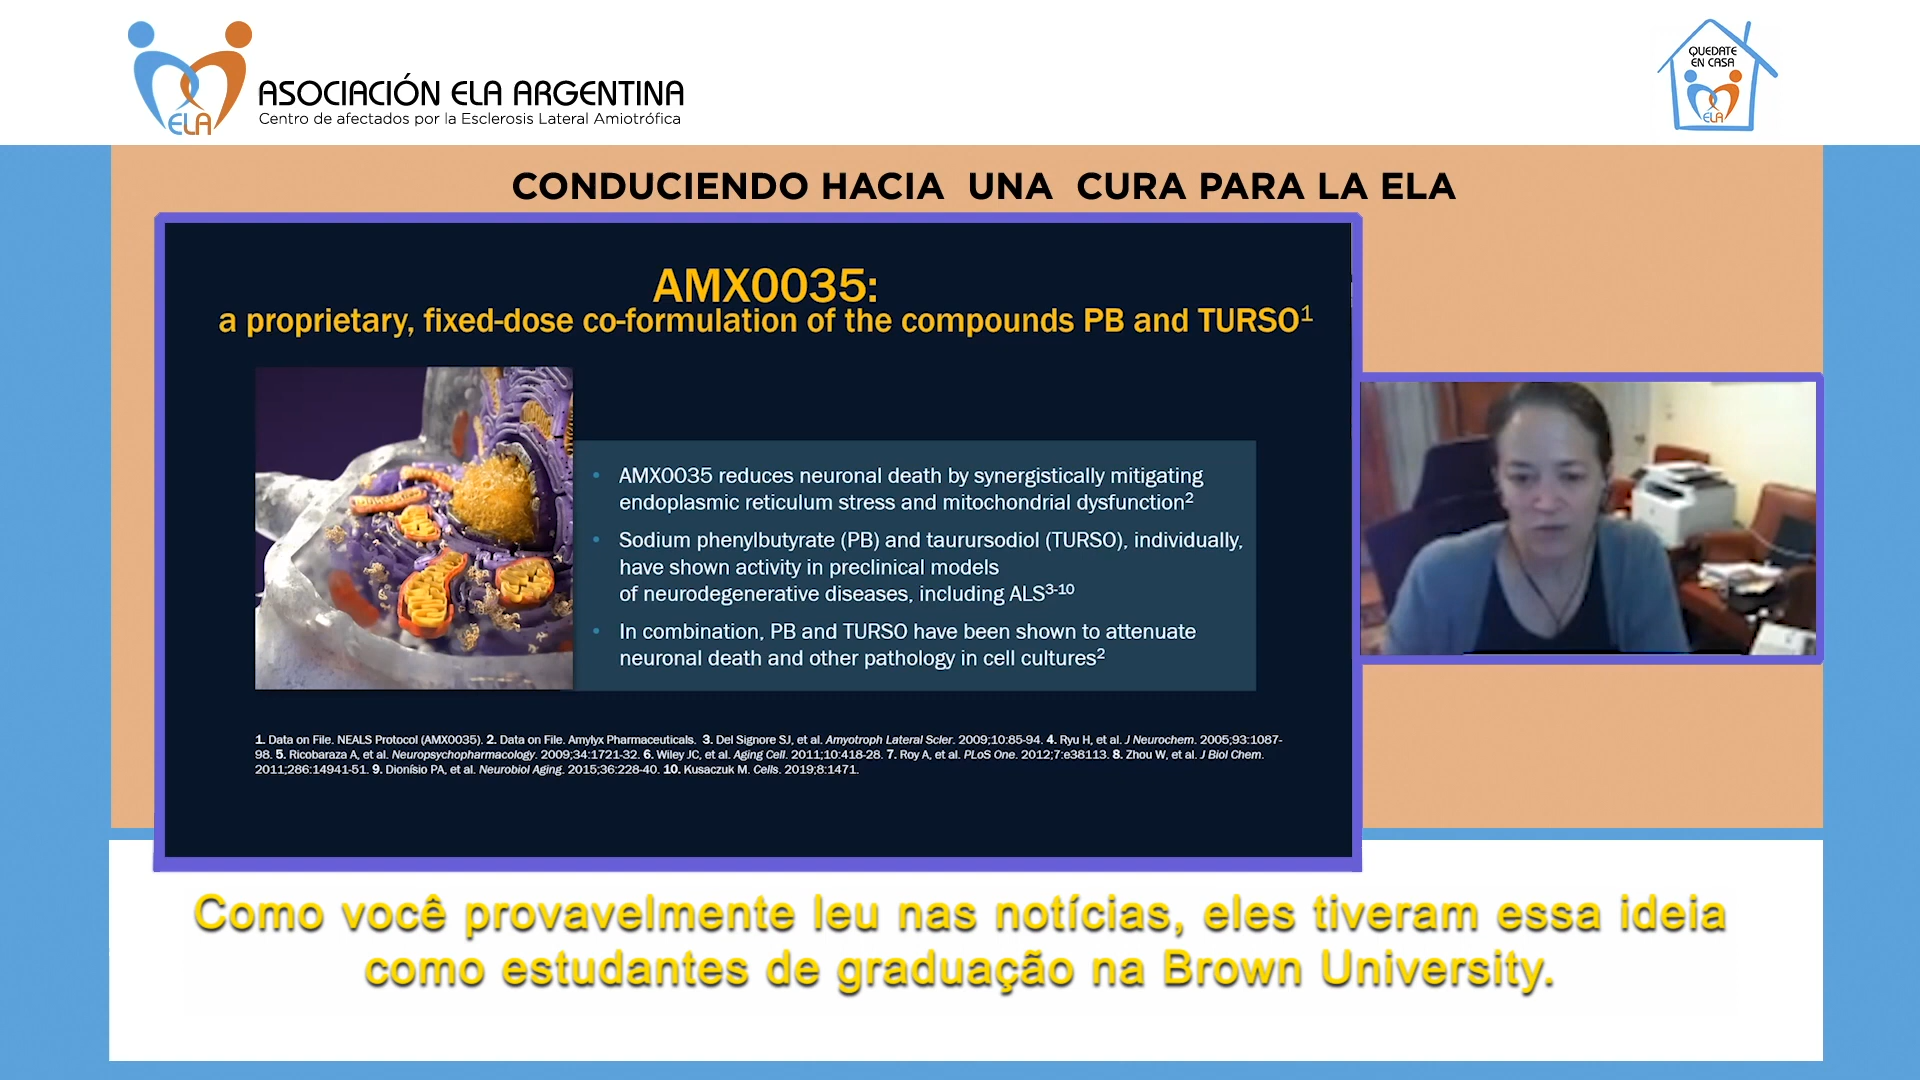 ELA
ASOCIACIÓN ELA ARGENTINA
Centro de afectados por la Esclerosis Lateral Amiotrófica
QUEDATE
EN CASA
ELA
CONDUCIENDO HACIA UNA CURA PARA LA ELA
AMX0035:
a proprietary, fixed-dose co-formulation of the compounds PB and TURSO1
• AMX0035 reduces neuronal death by synergistically mitigating
endoplasmic reticulum stress and mitochondrial dysfunction2
• Sodium phenylbutyrate (PB) and taurursodiol (TURSO), individually,
have shown activity in preclinical models
of neurodegenerative diseases, including ALS3-10
• In combination, PB and TURSO have been shown to attenuate
neuronal death and other pathology in cell cultures2
1. Data on File. NEALS Protocol (AMX0035). 2. Data on File. Amylyx Pharmaceuticals. 3. Del Signore SJ, et al. Amyotroph Lateral Scler. 2009;10:85-94. 4. Ryu H, et al. J Neurochem. 2005;93:1087-
98. 5. Ricobaraza A, et al. Neuropsychopharmacology. 2009;34:1721-32. 6. Wiley JC, et al. Aging Cell. 2011;10:418-28. 7. Roy A, et al. PLoS One. 2012;7:e38113. 8. Zhou W, et al. J Biol Chem.
2011;286:14941-51. 9. Dionísio PA, et al. Neurobiol Aging. 2015;36:228-40. 10. Kusaczuk M. Cells. 2019;8:1471.
Como você provavelmente leu nas notícias, eles tiveram essa ideia
como estudantes de graduação na Brown University.